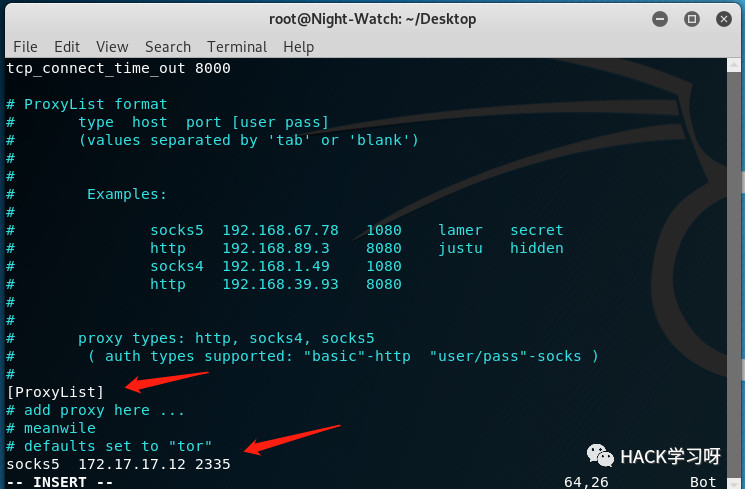 root@Night-Watch: ~/Desktop
File Edit View Search Terminal Help
tcp_connect_time_out 8000
# ProxyList format
# type host port [user pass]
# (values separated by 'tab' or 'blank')
#
#
# Examples:
#
# socks5 192.168.67.78 1080 lamer secret
# http 192.168.89.3 8080 justu hidden
# socks4 192.168.1.49 1080
# http 192.168.39.93 8080
#
#
# proxy types: http, socks4, socks5
# ( auth types supported: "basic"-http "user/pass"-socks )
#
[ProxyList]
# add proxy here ...
# meanwile
# defaults set to "tor"
socks5 172.17.17.12 2335
-- INSERT -- 64,26 Bot
HACK学习呀